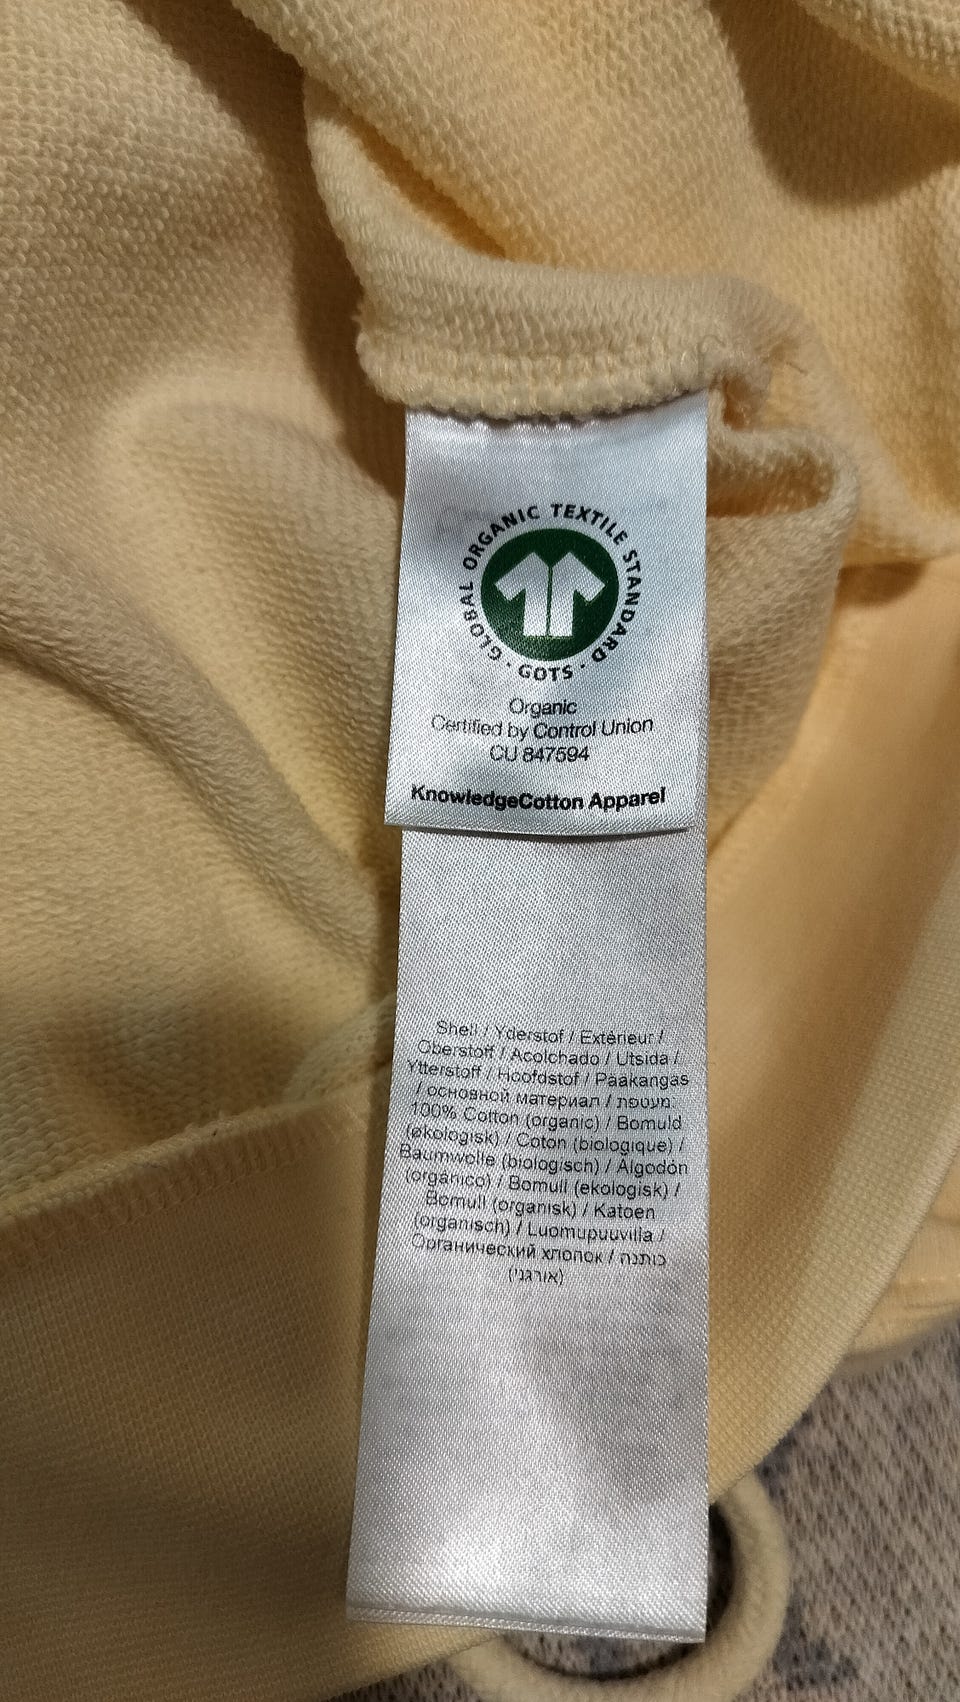 GLOBAL ORGANIC TEXTILE STANDARD · GOTS ·
Organic
Certified by Control Union
CU 847594
KnowledgeCotton Apparel
Shell / Yderstof / Extérieur /
Oberstoff / Acolchado / Utsida /
Ytterstoff / Hoofdstof / Paakangas
/ основной материал / מעטפת:
100% Cotton (organic) / Bomuld
(økologisk) / Coton (biologique) /
Baumwolle (biologisch) / Algodón
(orgánico) / Bomull (ekologisk) /
Bomull (organisk) / Katoen
(organisch) / Luomupuuvilla /
Органический хлопок / כותנה
(אורגני)